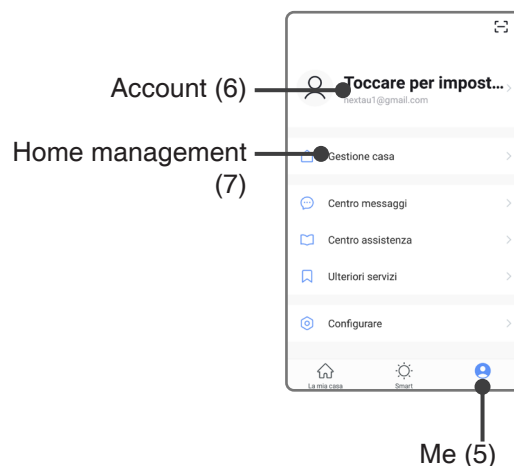 Account (6)
Toccare per impost...
nextau1@gmail.com
Home management
(7)
Gestione casa
Centro messaggi
Centro assistenza
Ulteriori servizi
Configurare
La mia casa
Smart
Me (5)